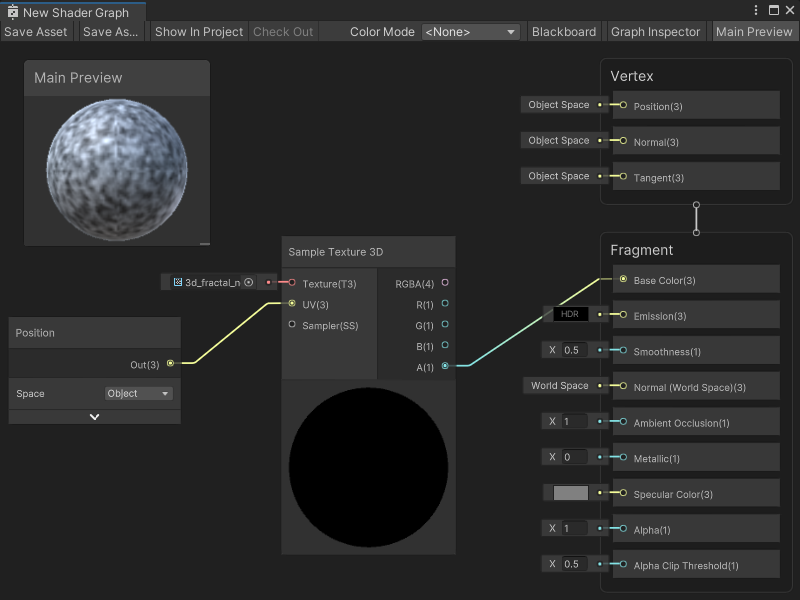 New Shader Graph
Save Asset Save As... Show In Project Check Out Color Mode <None> Blackboard Graph Inspector Main Preview
Main Preview
Vertex
Object Space Position(3)
Object Space Normal(3)
Object Space Tangent(3)
Sample Texture 3D
3d_fractal_n Texture(T3) RGBA(4)
UV(3) R(1)
Sampler(SS) G(1)
B(1)
A(1)
Position
Out(3)
Space Object
Fragment
Base Color(3)
HDR Emission(3)
X 0.5 Smoothness(1)
World Space Normal (World Space)(3)
X 1 Ambient Occlusion(1)
X 0 Metallic(1)
Specular Color(3)
X 1 Alpha(1)
X 0.5 Alpha Clip Threshold(1)